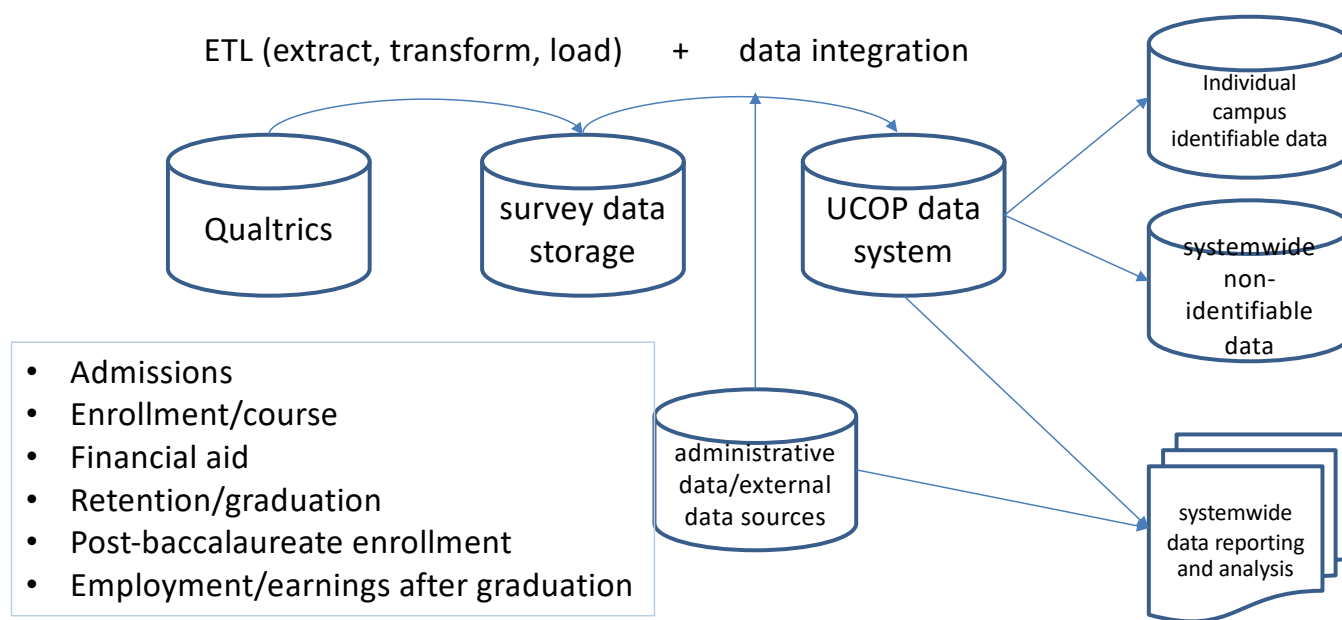 ETL (extract, transform, load) + data integration
Qualtrics
survey data
storage
UCOP data
system
Individual
campus
identifiable data
systemwide
non-
identifiable
data
• Admissions
• Enrollment/course
• Financial aid
• Retention/graduation
• Post-baccalaureate enrollment
• Employment/earnings after graduation
administrative
data/external
data sources
systemwide
data reporting
and analysis